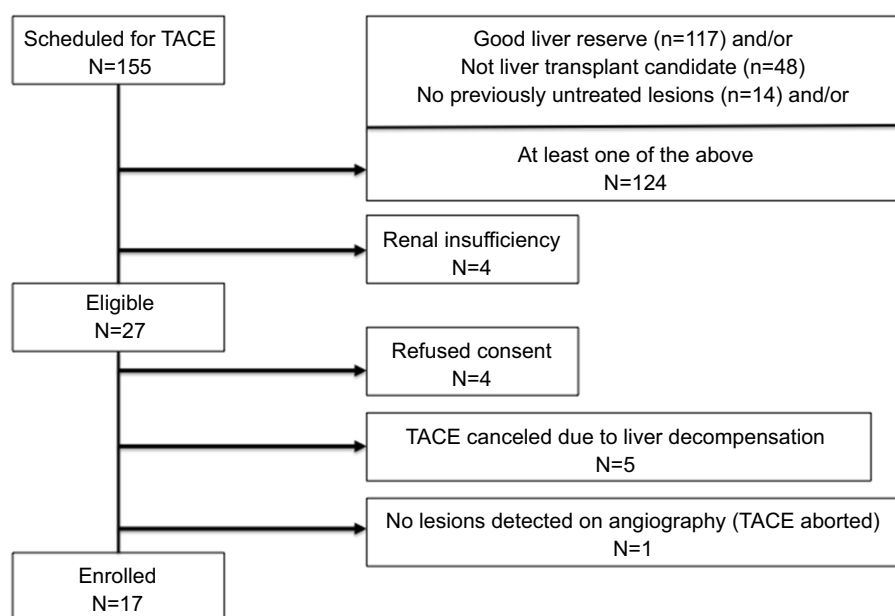 Scheduled for TACE
N=155
Good liver reserve (n=117) and/or
Not liver transplant candidate (n=48)
No previously untreated lesions (n=14) and/or
At least one of the above
N=124
Renal insufficiency
N=4
Eligible
N=27
Refused consent
N=4
TACE canceled due to liver decompensation
N=5
No lesions detected on angiography (TACE aborted)
N=1
Enrolled
N=17